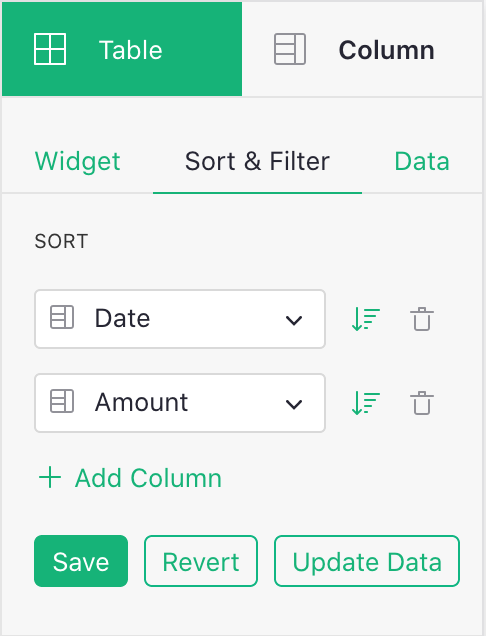 Table Column
Widget Sort & Filter Data
SORT
Date
Amount
+ Add Column
Save Revert Update Data